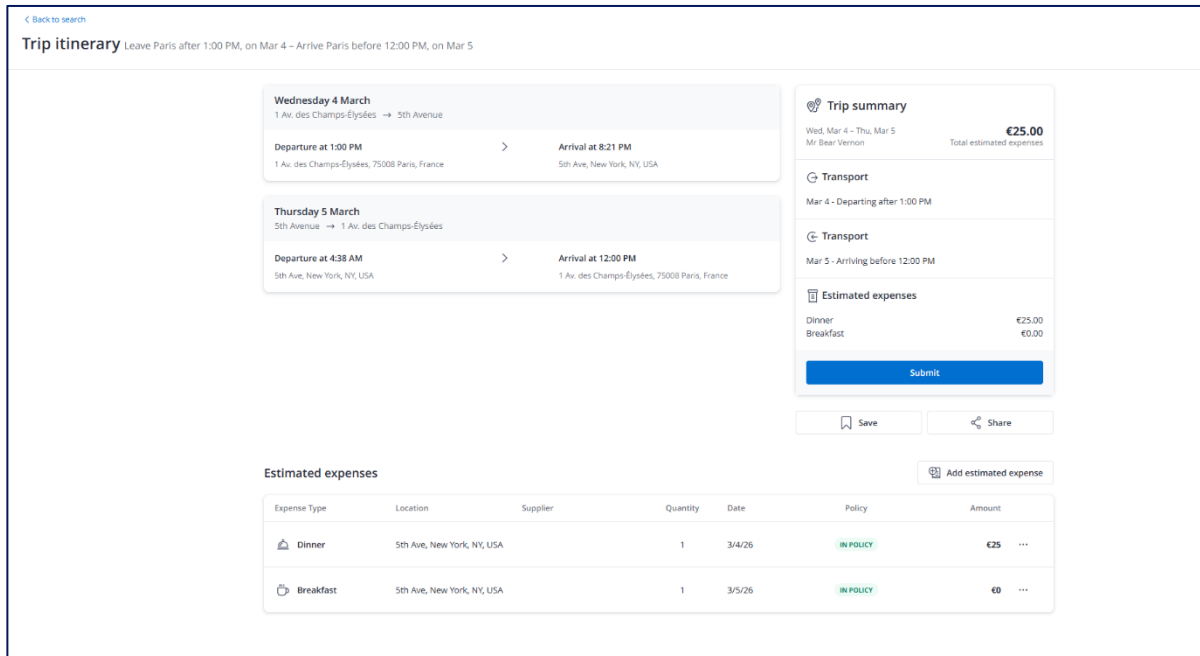 Back to search
Trip itinerary Leave Paris after 1:00 PM, on Mar 4 – Arrive Paris before 12:00 PM, on Mar 5
Wednesday 4 March
1 Av. des Champs-Élysées → 5th Avenue
Departure at 1:00 PM
1 Av. des Champs-Élysées, 75008 Paris, France
Arrival at 8:21 PM
5th Ave, New York, NY, USA
Thursday 5 March
5th Avenue → 1 Av. des Champs-Élysées
Departure at 4:38 AM
5th Ave, New York, NY, USA
Arrival at 12:00 PM
1 Av. des Champs-Élysées, 75008 Paris, France
Trip summary
Wed, Mar 4 – Thu, Mar 5 €25.00
Mr Bear Vernon Total estimated expenses
Transport
Mar 4 - Departing after 1:00 PM
Transport
Mar 5 - Arriving before 12:00 PM
Estimated expenses
Dinner €25.00
Breakfast €0.00
Submit
Save Share
Estimated expenses Add estimated expense
Expense Type Location Supplier Quantity Date Policy Amount
Dinner 5th Ave, New York, NY, USA 1 3/4/26 IN POLICY €25 ...
Breakfast 5th Ave, New York, NY, USA 1 3/5/26 IN POLICY €0 ...